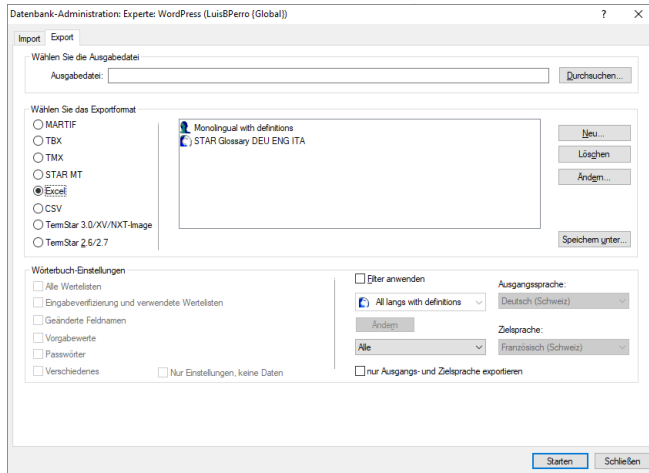 Datenbank-Administration: Experte: WordPress (LuisBPerro {Global})
Import Export
Wählen Sie die Ausgabedatei
Ausgabedatei: Durchsuchen...
Wählen Sie das Exportformat
MARTIF
TBX
TMX
STAR MT
Excel
CSV
TermStar 3.0/XV/NXT-Image
TermStar 2.6/2.7
Monolingual with definitions
STAR Glossary DEU ENG ITA
Neu...
Löschen
Ändern...
Speichern unter...
Wörterbuch-Einstellungen
Alle Wertelisten
Eingabeverifizierung und verwendete Wertelisten
Geänderte Feldnamen
Vorgabewerte
Passwörter
Verschiedenes
Nur Einstellungen, keine Daten
Filter anwenden
All langs with definitions
Ändern
Alle
nur Ausgangs- und Zielsprache exportieren
Ausgangssprache:
Deutsch (Schweiz)
Zielsprache:
Französisch (Schweiz)
Starten Schließen